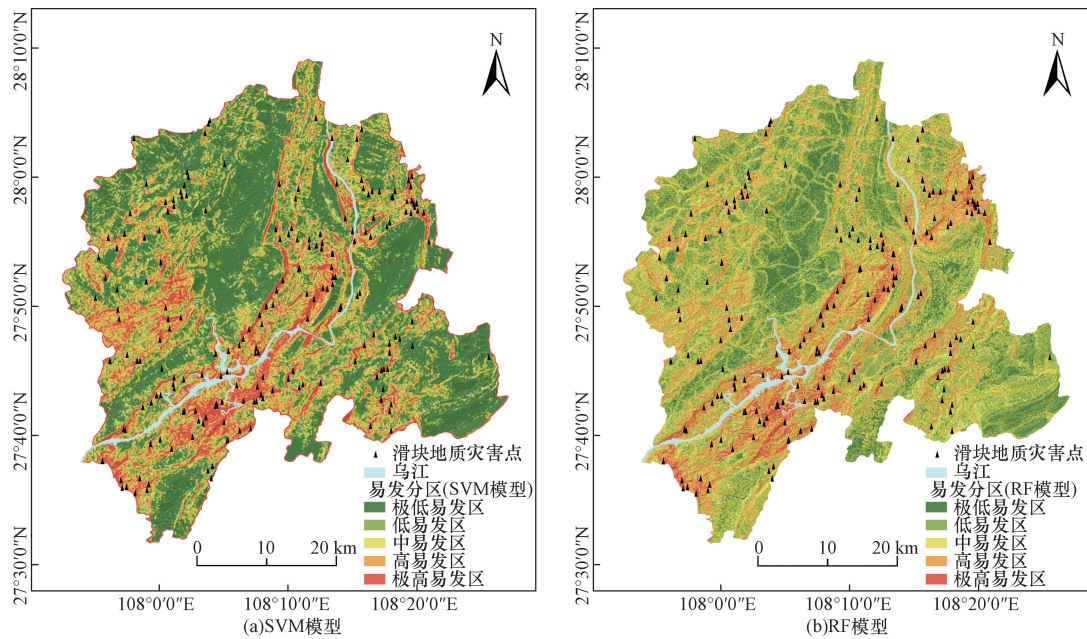 28°10′0″N
28°0′0″N
27°50′0″N
27°40′0″N
27°30′0″N
N
滑块地质灾害点
乌江
易发分区(SVM模型)
极低易发区
低易发区
中易发区
高易发区
极高易发区
0 10 20 km
108°0′0″E 108°10′0″E 108°20′0″E
(a)SVM模型
28°10′0″N
28°0′0″N
27°50′0″N
27°40′0″N
27°30′0″N
N
滑块地质灾害点
乌江
易发分区(RF模型)
极低易发区
低易发区
中易发区
高易发区
极高易发区
0 10 20 km
108°0′0″E 108°10′0″E 108°20′0″E
(b)RF模型